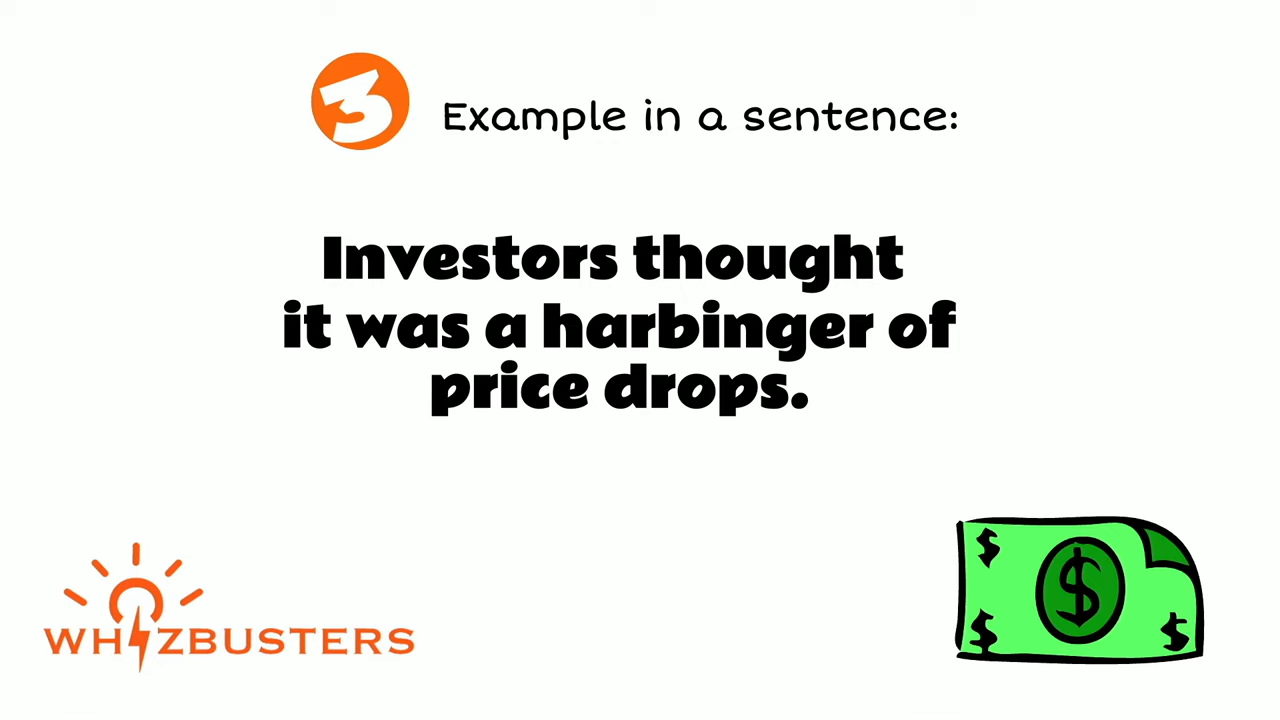 3
Example in a sentence:
Investors thought
it was a harbinger of
price drops.
WHIZBUSTERS
$
$
$
$